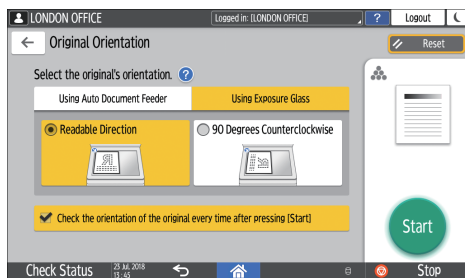 LONDON OFFICE
Logged in: [LONDON OFFICE]
?
Logout
Original Orientation
Reset
Select the original's orientation. ?
Using Auto Document Feeder
Using Exposure Glass
Readable Direction
90 Degrees Counterclockwise
R
R
Check the orientation of the original every time after pressing [Start]
Start
Check Status
23 Jul. 2018
13:45
Stop